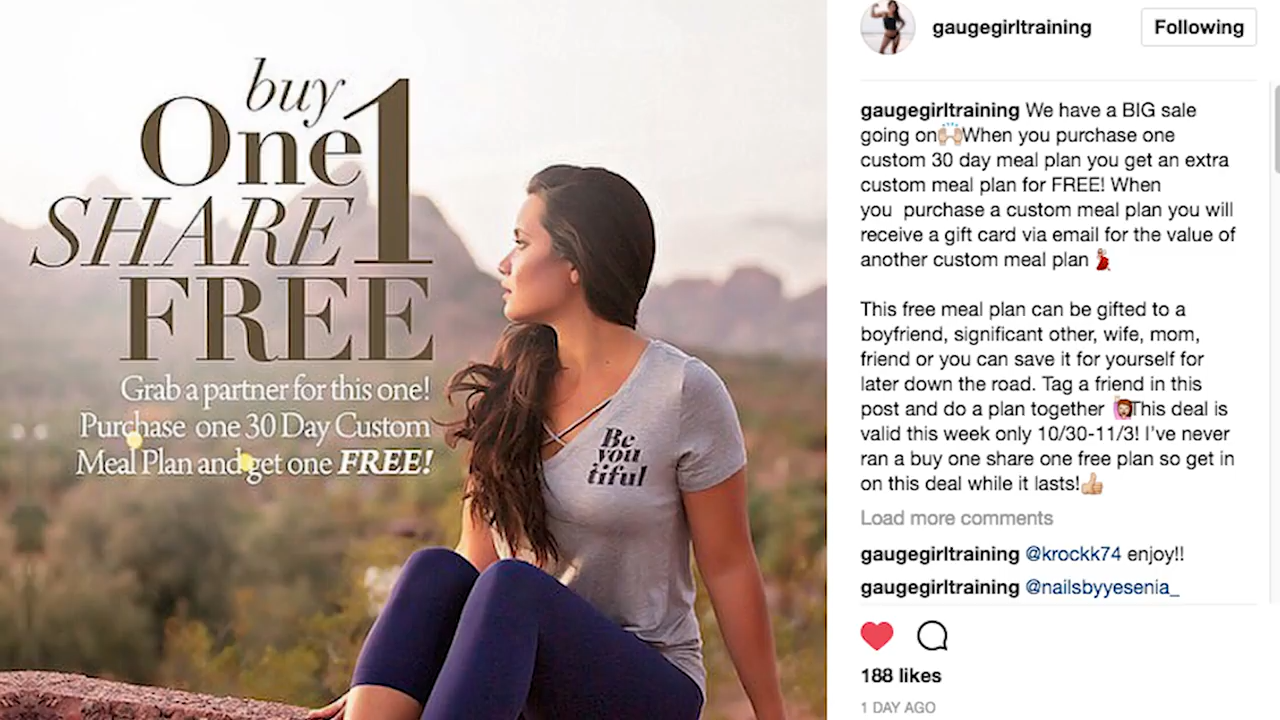 buy
One 1
SHARE
FREE
Grab a partner for this one!
Purchase one 30 Day Custom
Meal Plan and get one FREE!
Be
you
tiful
gaugegirltraining
Following
gaugegirltraining We have a BIG sale
going on🙌🏼When you purchase one
custom 30 day meal plan you get an extra
custom meal plan for FREE! When
you  purchase a custom meal plan you will
receive a gift card via email for the value of
another custom meal plan 💃
This free meal plan can be gifted to a
boyfriend, significant other, wife, mom,
friend or you can save it for yourself for
later down the road. Tag a friend in this
post and do a plan together 🙋🏼This deal is
valid this week only 10/30-11/3! I've never
ran a buy one share one free plan so get in
on this deal while it lasts!👍🏼
Load more comments
gaugegirltraining @krockk74 enjoy!!
gaugegirltraining @nailsbyyesenia_
188 likes
1 DAY AGO